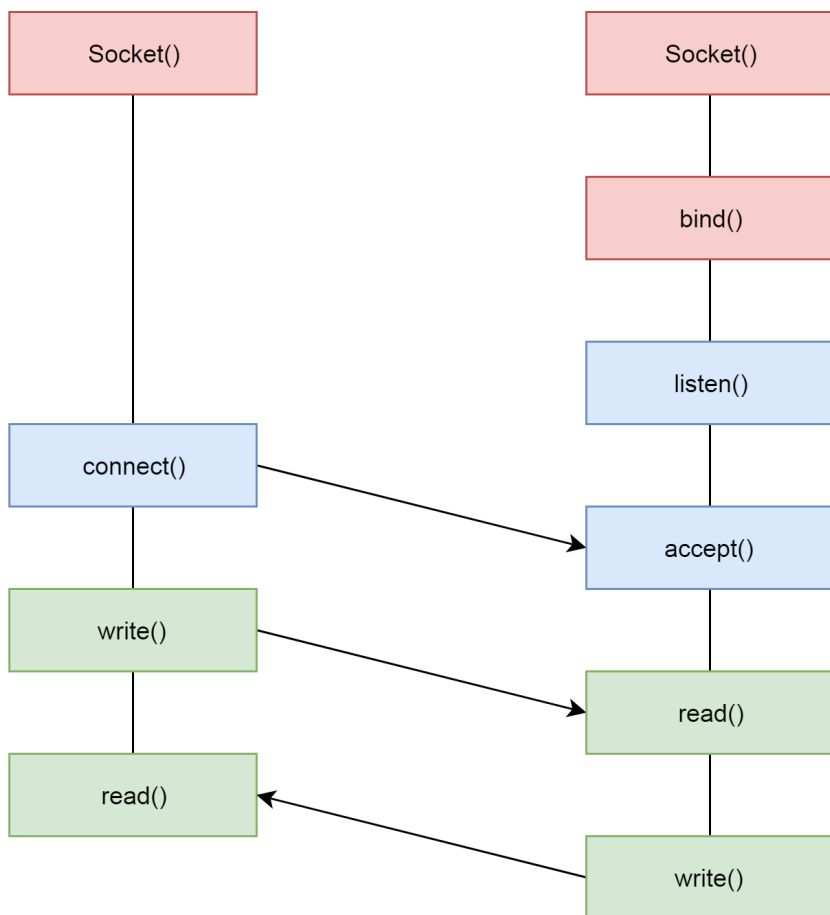 Socket()
Socket()
bind()
listen()
connect()
accept()
write()
read()
read()
write()